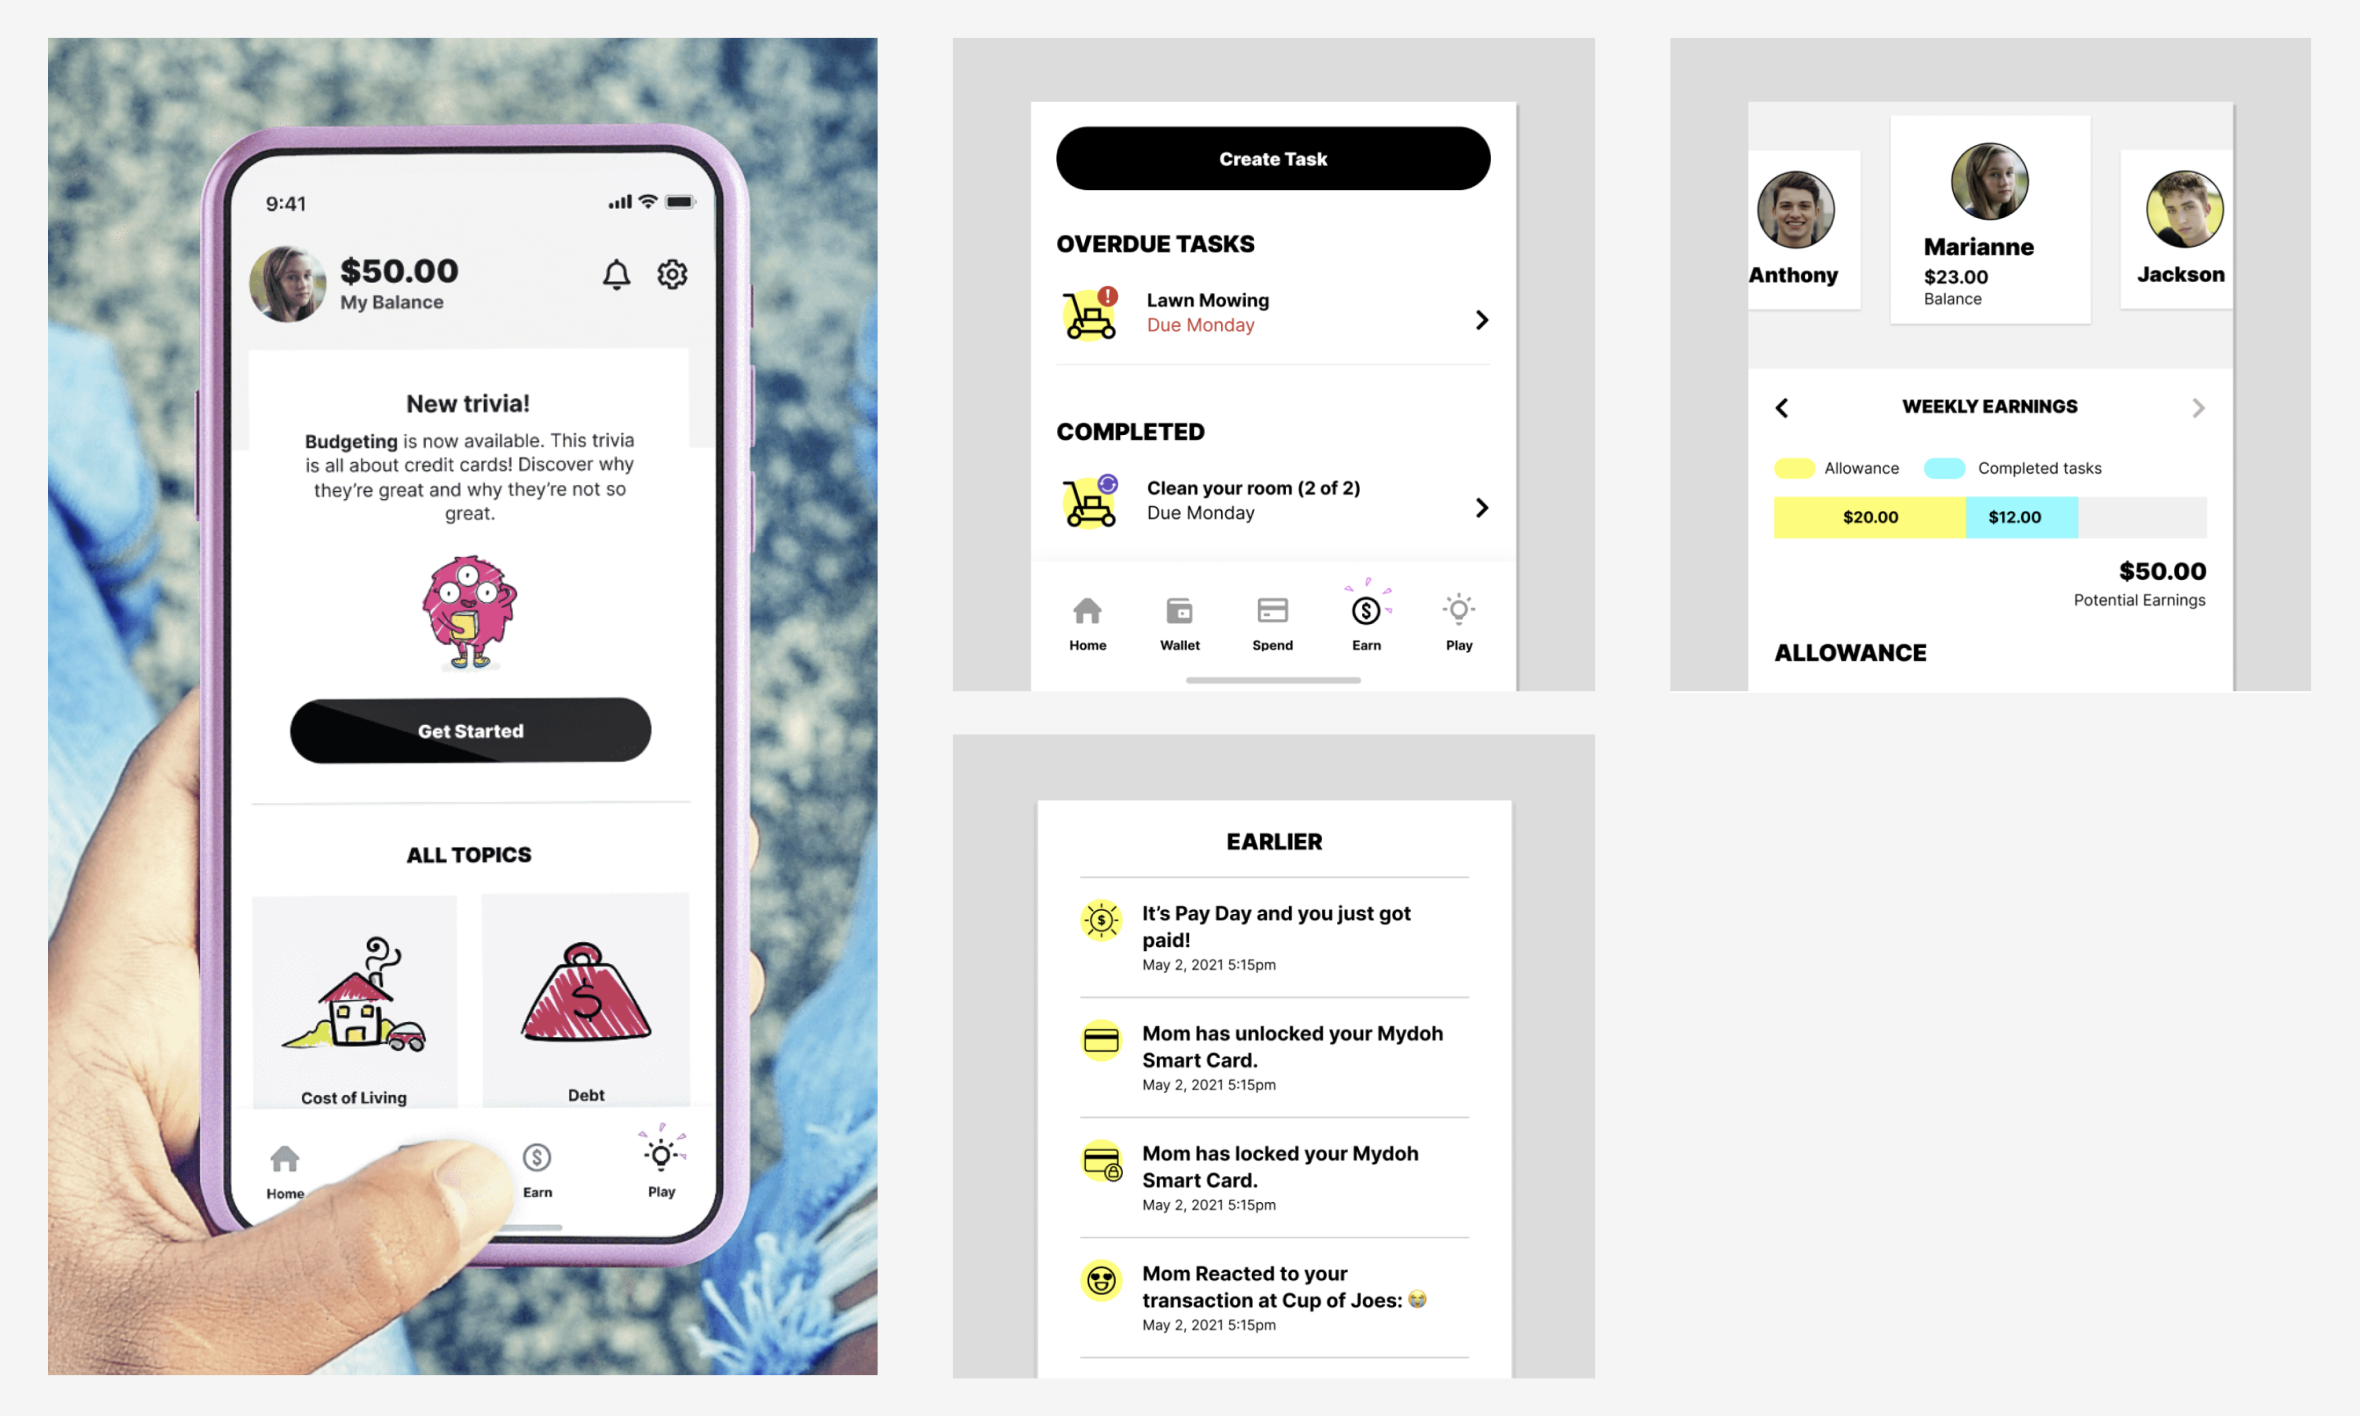 9:41
$50.00
My Balance
New trivia!
Budgeting is now available. This trivia
is all about credit cards! Discover why
they're great and why they're not so
great.
Get Started
ALL TOPICS
Cost of Living
Debt
Home
Earn
Play
Create Task
OVERDUE TASKS
Lawn Mowing
Due Monday
COMPLETED
Clean your room (2 of 2)
Due Monday
Home
Wallet
Spend
Earn
Play
Anthony
Marianne
$23.00
Balance
Jackson
WEEKLY EARNINGS
Allowance
Completed tasks
$20.00
$12.00
$50.00
Potential Earnings
ALLOWANCE
EARLIER
It's Pay Day and you just got
paid!
May 2, 2021 5:15pm
Mom has unlocked your Mydoh
Smart Card.
May 2, 2021 5:15pm
Mom has locked your Mydoh
Smart Card.
May 2, 2021 5:15pm
Mom Reacted to your
transaction at Cup of Joes: 😭
May 2, 2021 5:15pm